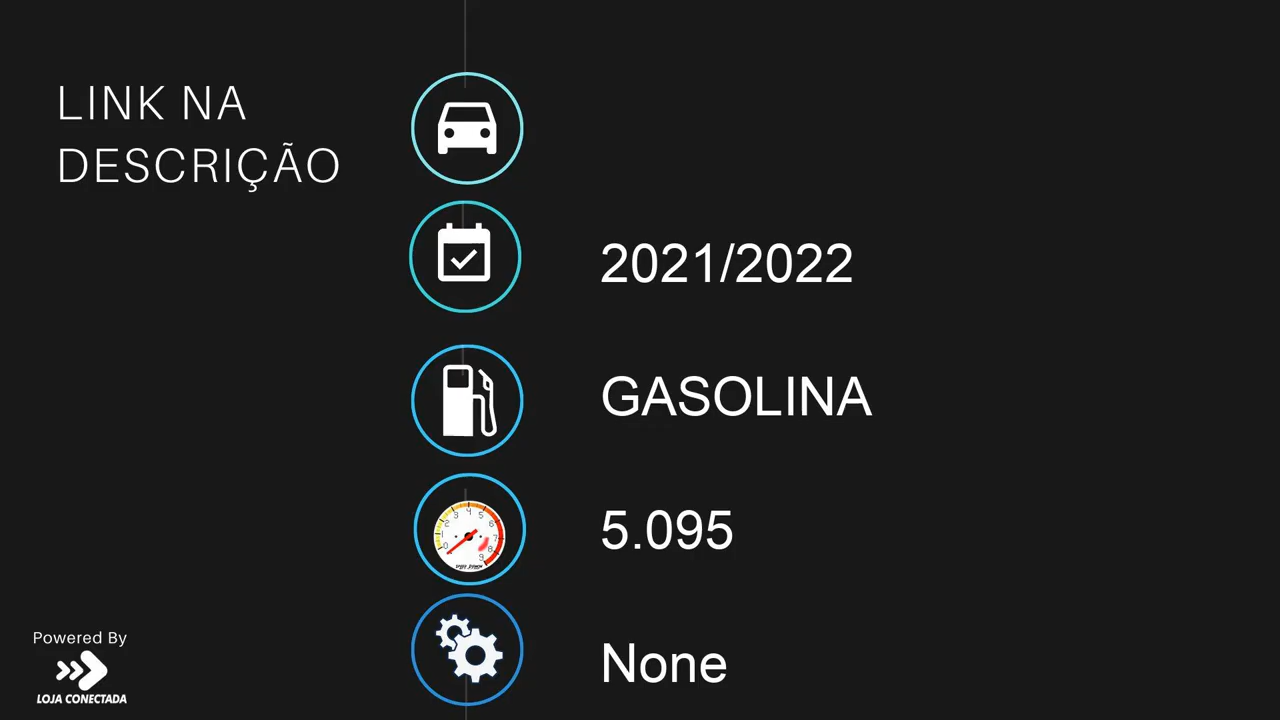 LINK NA
DESCRIÇÃO
2021/2022
GASOLINA
5.095
None
Powered By
LOJA CONECTADA